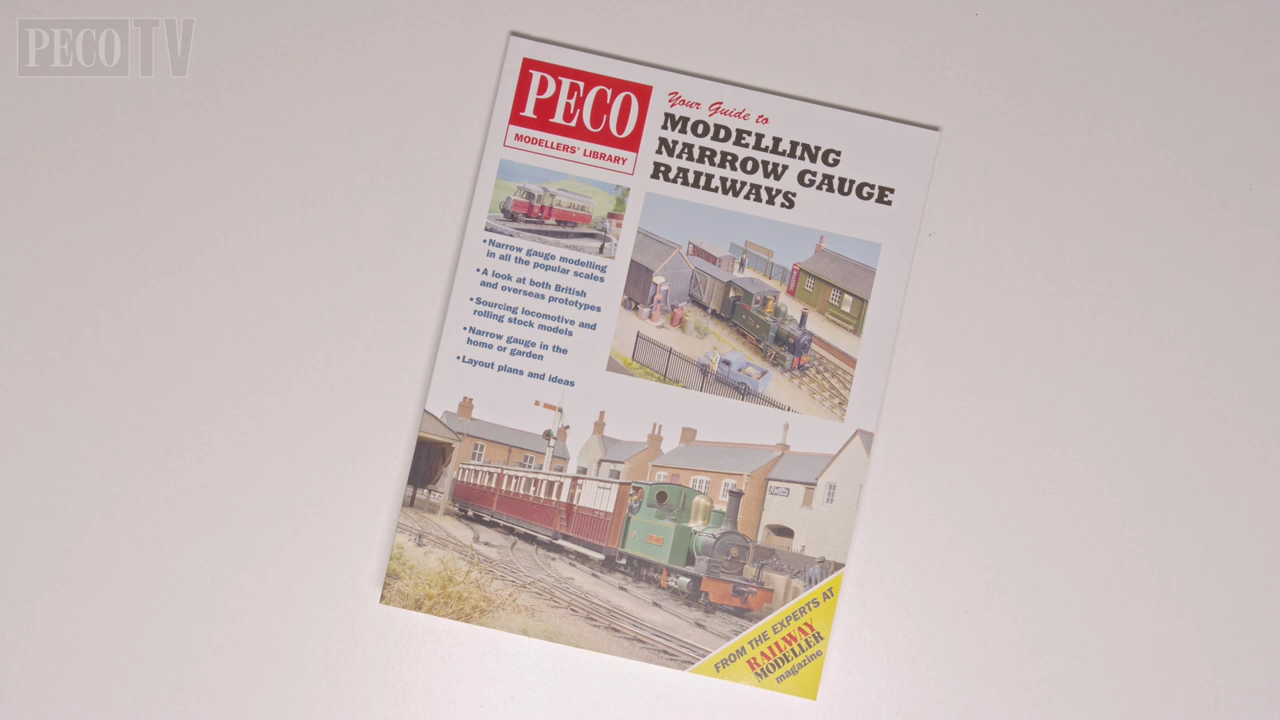 PECO TV
PECO
MODELLERS' LIBRARY
Your Guide to
MODELLING
NARROW GAUGE
RAILWAYS
• Narrow gauge modelling
in all the popular scales
• A look at both British
and overseas prototypes
• Sourcing locomotive and
rolling stock models
• Narrow gauge in the
home or garden
• Layout plans and ideas
FROM THE EXPERTS AT
RAILWAY
MODELLER
magazine